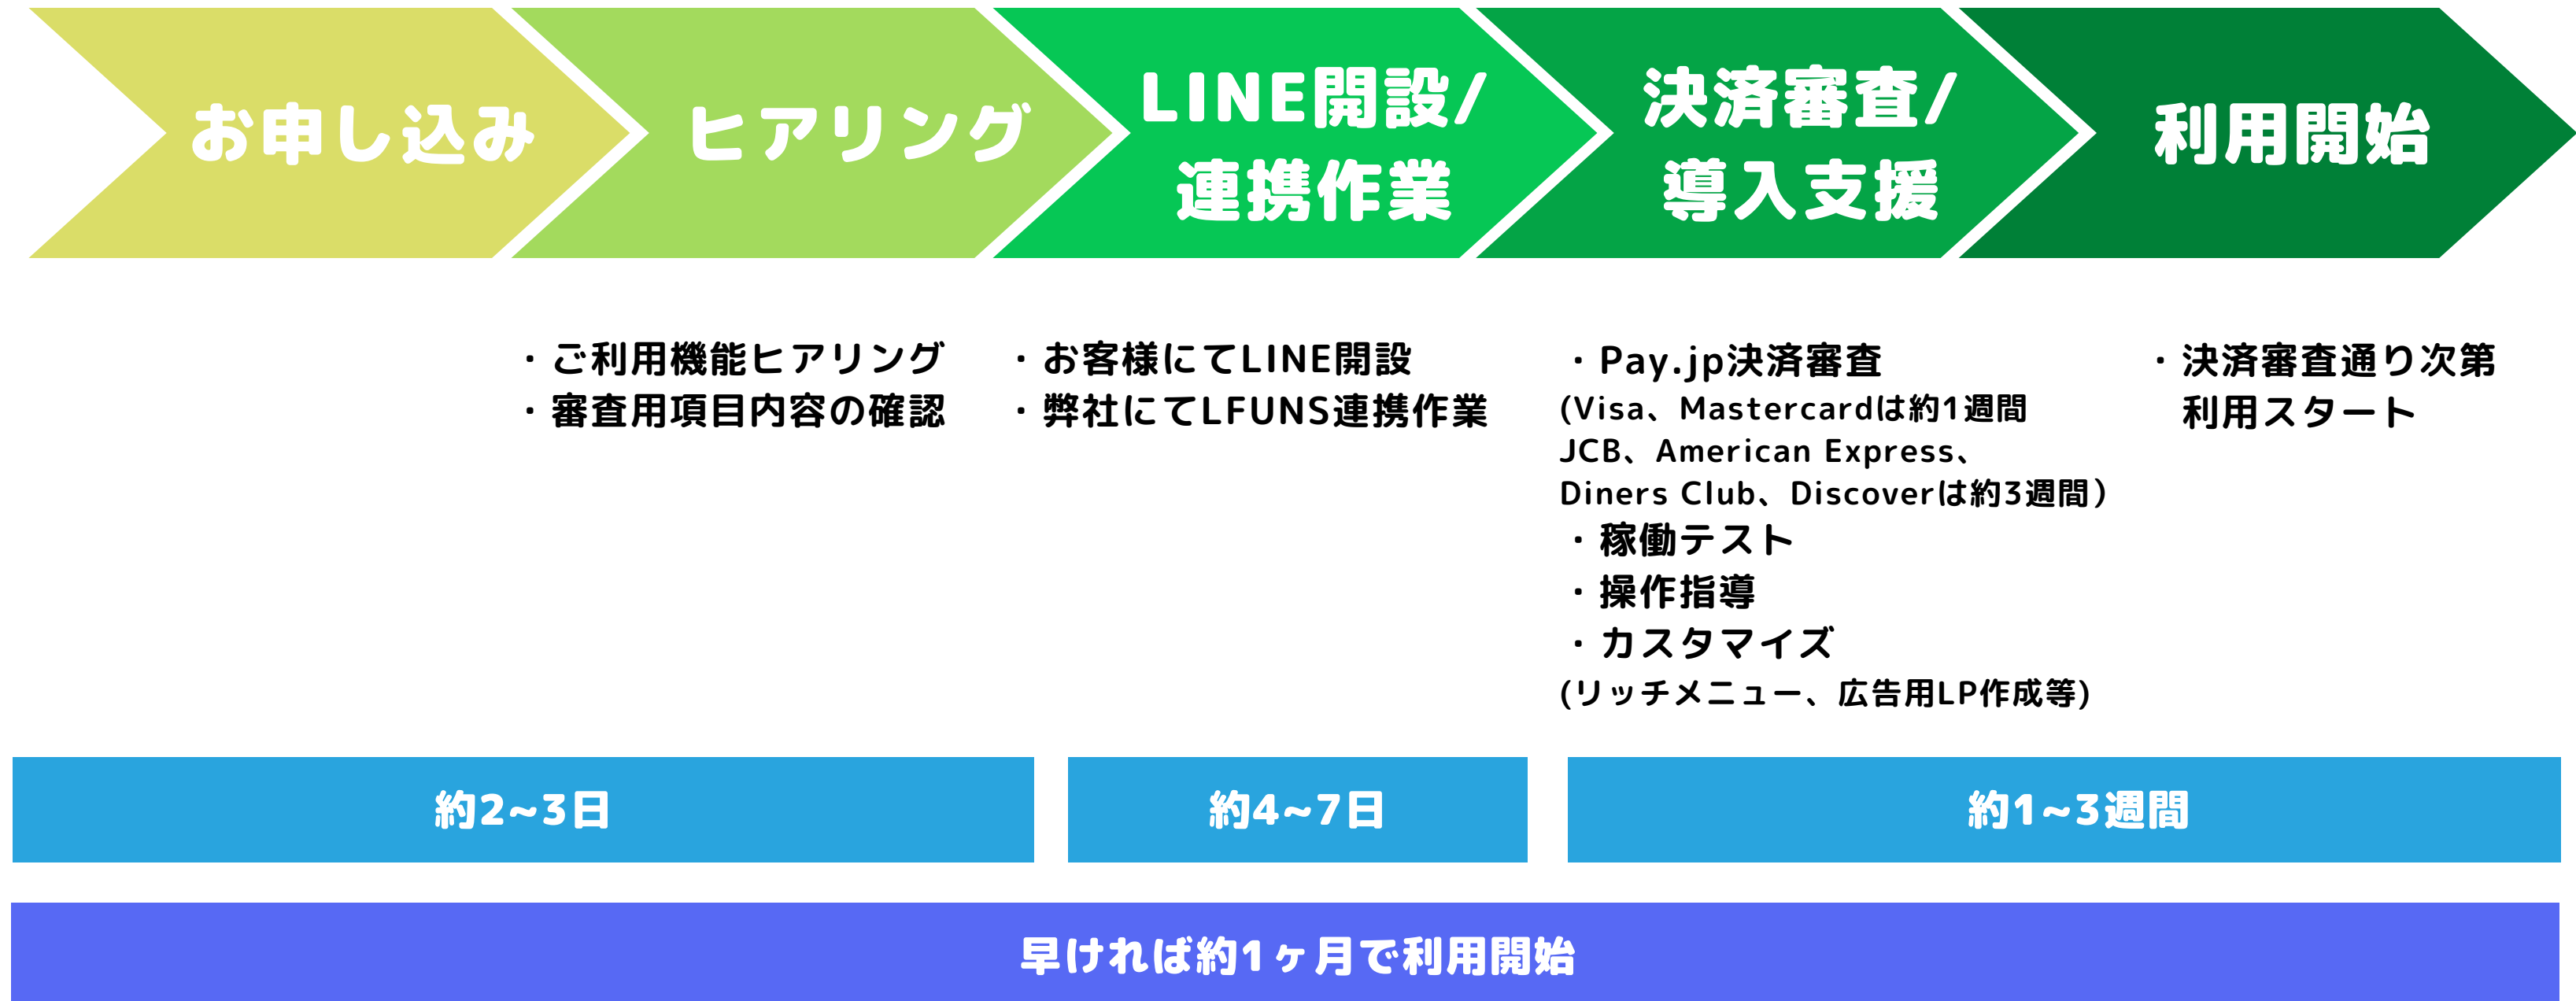 お申し込み
ヒアリング
LINE開設/
連携作業
決済審査/
導入支援
利用開始
・ご利用機能ヒアリング
・審査用項目内容の確認
・お客様にてLINE開設
・弊社にてLFUNS連携作業
・Pay.jp決済審査
(Visa、Mastercardは約1週間
JCB、American Express、
Diners Club、Discoverは約3週間）
・稼働テスト
・操作指導
・カスタマイズ
(リッチメニュー、広告用LP作成等)
・決済審査通り次第
利用スタート
約2~3日
約4~7日
約1~3週間
早ければ約1ヶ月で利用開始